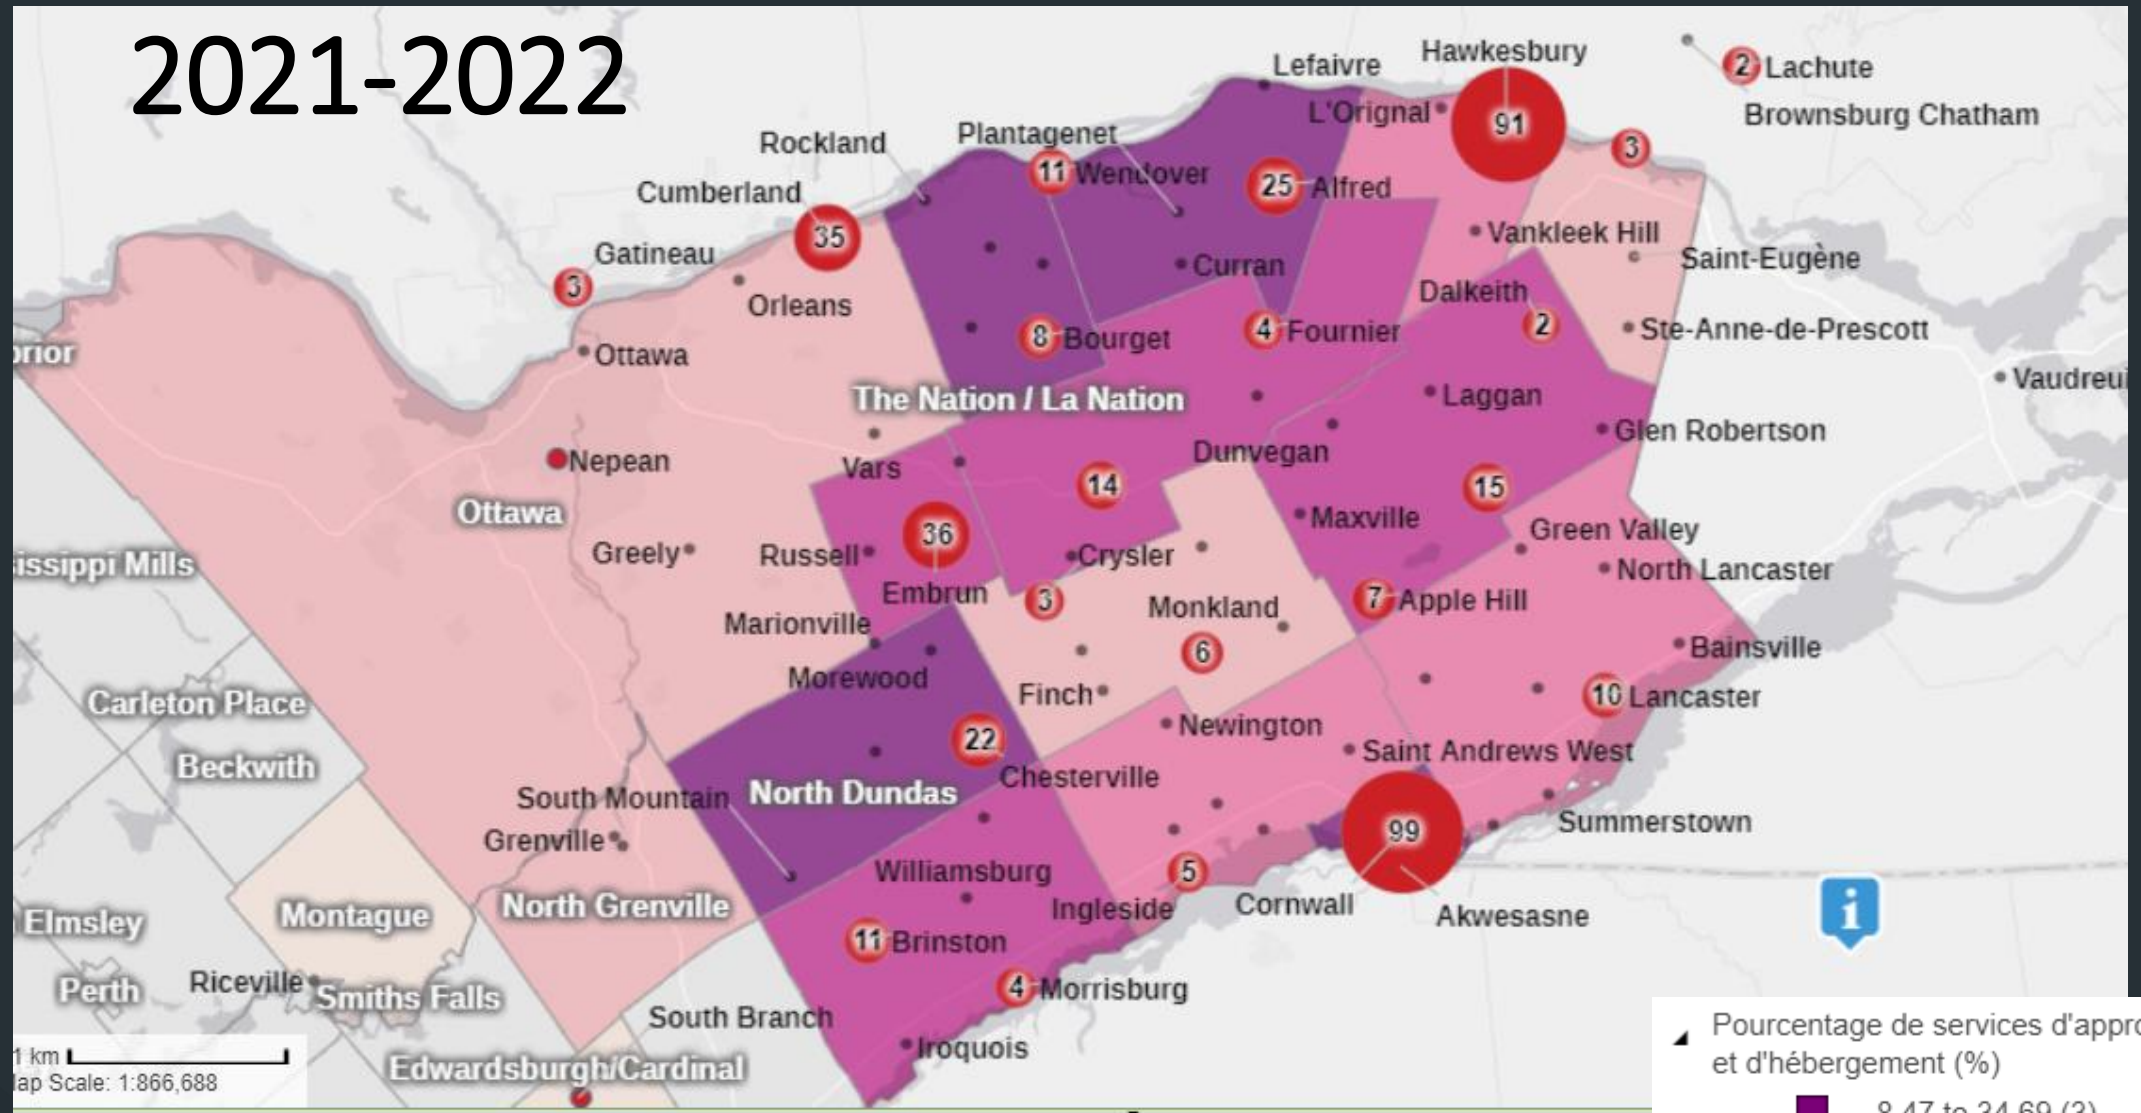 2021-2022
Lefaivre
Hawkesbury
2
Lachute
Brownsburg Chatham
L'Orignal
91
3
Rockland
Plantagenet
11
Wendover
25
Alfred
Cumberland
35
Vankleek Hill
Saint-Eugène
Gatineau
3
Orleans
Curran
Dalkeith
2
Ste-Anne-de-Prescott
Ottawa
8
Bourget
4
Fournier
The Nation / La Nation
Laggan
Nepean
Vars
Dunvegan
Glen Robertson
Ottawa
14
15
Maxville
Green Valley
36
Greely
Russell
Crysler
North Lancaster
Embrun
3
Monkland
7
Apple Hill
Marionville
6
Bainsville
Morewood
Finch
10
Lancaster
Carleton Place
Newington
22
Saint Andrews West
Beckwith
Chesterville
South Mountain
North Dundas
Grenville
99
Summerstown
Williamsburg
5
Montague
North Grenville
Ingleside
Cornwall
Akwesasne
Elmsley
11
Brinston
i
Perth
Riceville
Smiths Falls
4
Morrisburg
South Branch
Iroquois
Edwardsburgh/Cardinal
1 km
Map Scale: 1:866,688
Pourcentage de services d'appro
et d'hébergement (%)